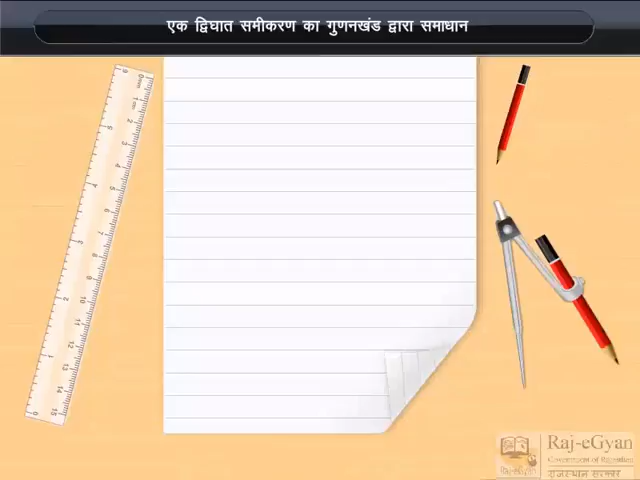 एक द्विघात समीकरण का गुणनखंड द्वारा समाधान
Raj-eGyan
Government of Rajasthan
राजस्थान सरकार